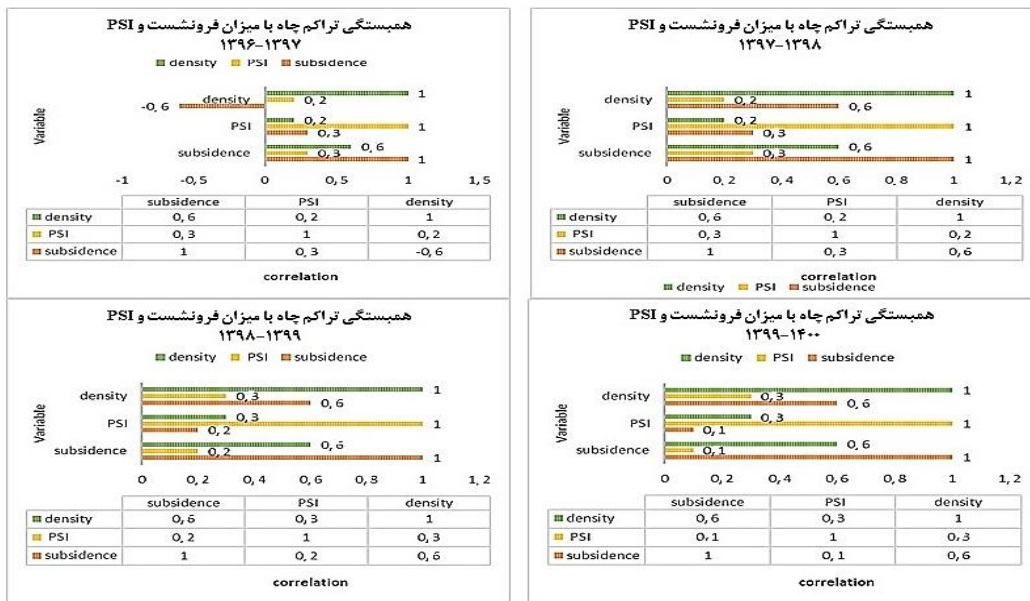 همبستگی تراکم چاه با میزان فرونشست و PSI
۱۳۹۶-۱۳۹۷
density PSI subsidence
Variable
density
1
0,2
-0,6
PSI
0,2
1
0,3
subsidence
0,6
0,3
1
-1 -0,5 0 0,5 1 1,5
subsidence PSI density
density 0,6 0,2 1
PSI 0,3 1 0,2
subsidence 1 0,3 -0,6
correlation
همبستگی تراکم چاه با میزان فرونشست و PSI
۱۳۹۷-۱۳۹۸
Variable
density
1
0,2
0,6
PSI
0,2
1
0,3
subsidence
0,6
0,3
1
0 0,2 0,4 0,6 0,8 1 1,2
subsidence PSI density
density 0,6 0,2 1
PSI 0,3 1 0,2
subsidence 1 0,3 0,6
correlation
density PSI subsidence
همبستگی تراکم چاه با میزان فرونشست و PSI
۱۳۹۸-۱۳۹۹
density PSI subsidence
Variable
density
1
0,3
0,6
PSI
0,3
1
0,2
subsidence
0,6
0,2
1
0 0,2 0,4 0,6 0,8 1 1,2
subsidence PSI density
density 0,6 0,3 1
PSI 0,2 1 0,3
subsidence 1 0,2 0,6
correlation
همبستگی تراکم چاه با میزان فرونشست و PSI
۱۳۹۹-۱۴۰۰
density PSI subsidence
Variable
density
1
0,3
0,6
PSI
0,3
1
0,1
subsidence
0,6
0,1
1
0 0,2 0,4 0,6 0,8 1 1,2
subsidence PSI density
density 0,6 0,3 1
PSI 0,1 1 0,3
subsidence 1 0,1 0,6
correlation